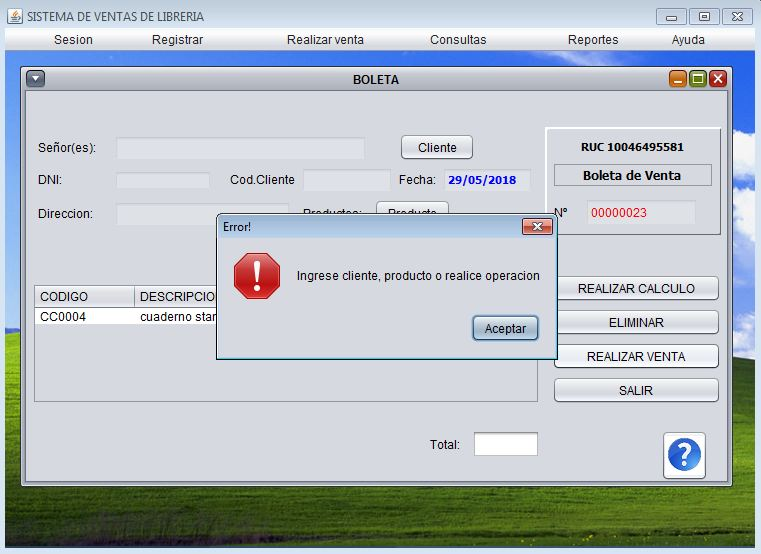 SISTEMA DE VENTAS DE LIBRERIA
Sesion Registrar Realizar venta Consultas Reportes Ayuda
BOLETA
Señor(es): Cliente
RUC 10046495581
DNI: Cod.Cliente Fecha: 29/05/2018
Boleta de Venta
Direccion: Productos: Producto
Nº 00000023
Error!
Ingrese cliente, producto o realice operacion
Aceptar
CODIGO DESCRIPCIO
CC0004 cuaderno star
REALIZAR CALCULO
ELIMINAR
REALIZAR VENTA
SALIR
Total:
?